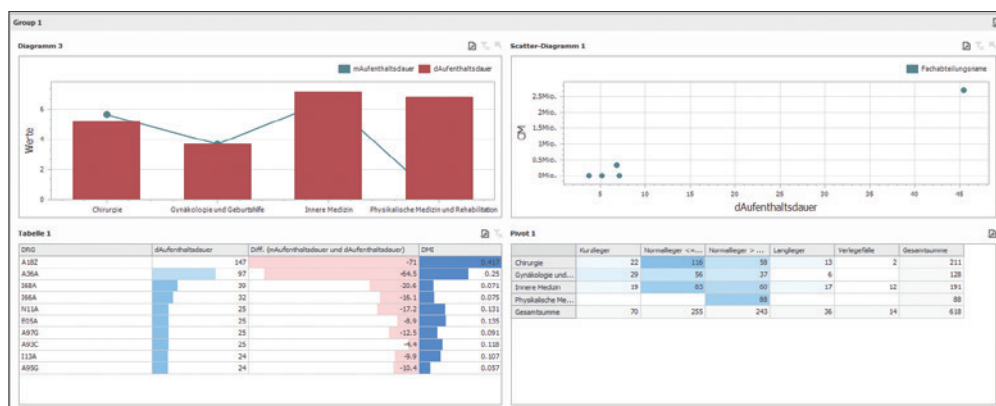 Group 1
Diagramm 3
mAufenthaltsdauer dAufenthaltsdauer
Werte
6
4
2
0
Chirurgie Gynäkologie und Geburtshilfe Innere Medizin Physikalische Medizin und Rehabilitation
Scatter-Diagramm 1
Fachabteilungsname
CM
2.5Mio.
2Mio.
1.5Mio.
1Mio.
0.5Mio.
0Mio.
5 10 15 20 25 30 35 40 45
dAufenthaltsdauer
Tabelle 1
DRG dAufenthaltsdauer Diff. (mAufenthaltsdauer und dAufenthaltsdauer) DMI
A18Z 147 -71 0.417
A36A 97 -64.5 0.25
I68A 39 -20.6 0.071
I66A 32 -16.1 0.075
N11A 25 -17.2 0.131
E05A 25 -8.9 0.135
A97G 25 -12.5 0.091
A93C 25 -4.4 0.118
I13A 24 -9.9 0.107
A95G 24 -10.4 0.037
Pivot 1
Kurzlieger Normallieger <=... Normallieger > ... Langlieger Verlegefälle Gesamtsumme
Chirurgie 22 116 58 13 2 211
Gynäkologie und... 29 56 37 6 128
Innere Medizin 19 83 60 17 12 191
Physikalische Me... 88 88
Gesamtsumme 70 255 243 36 14 618